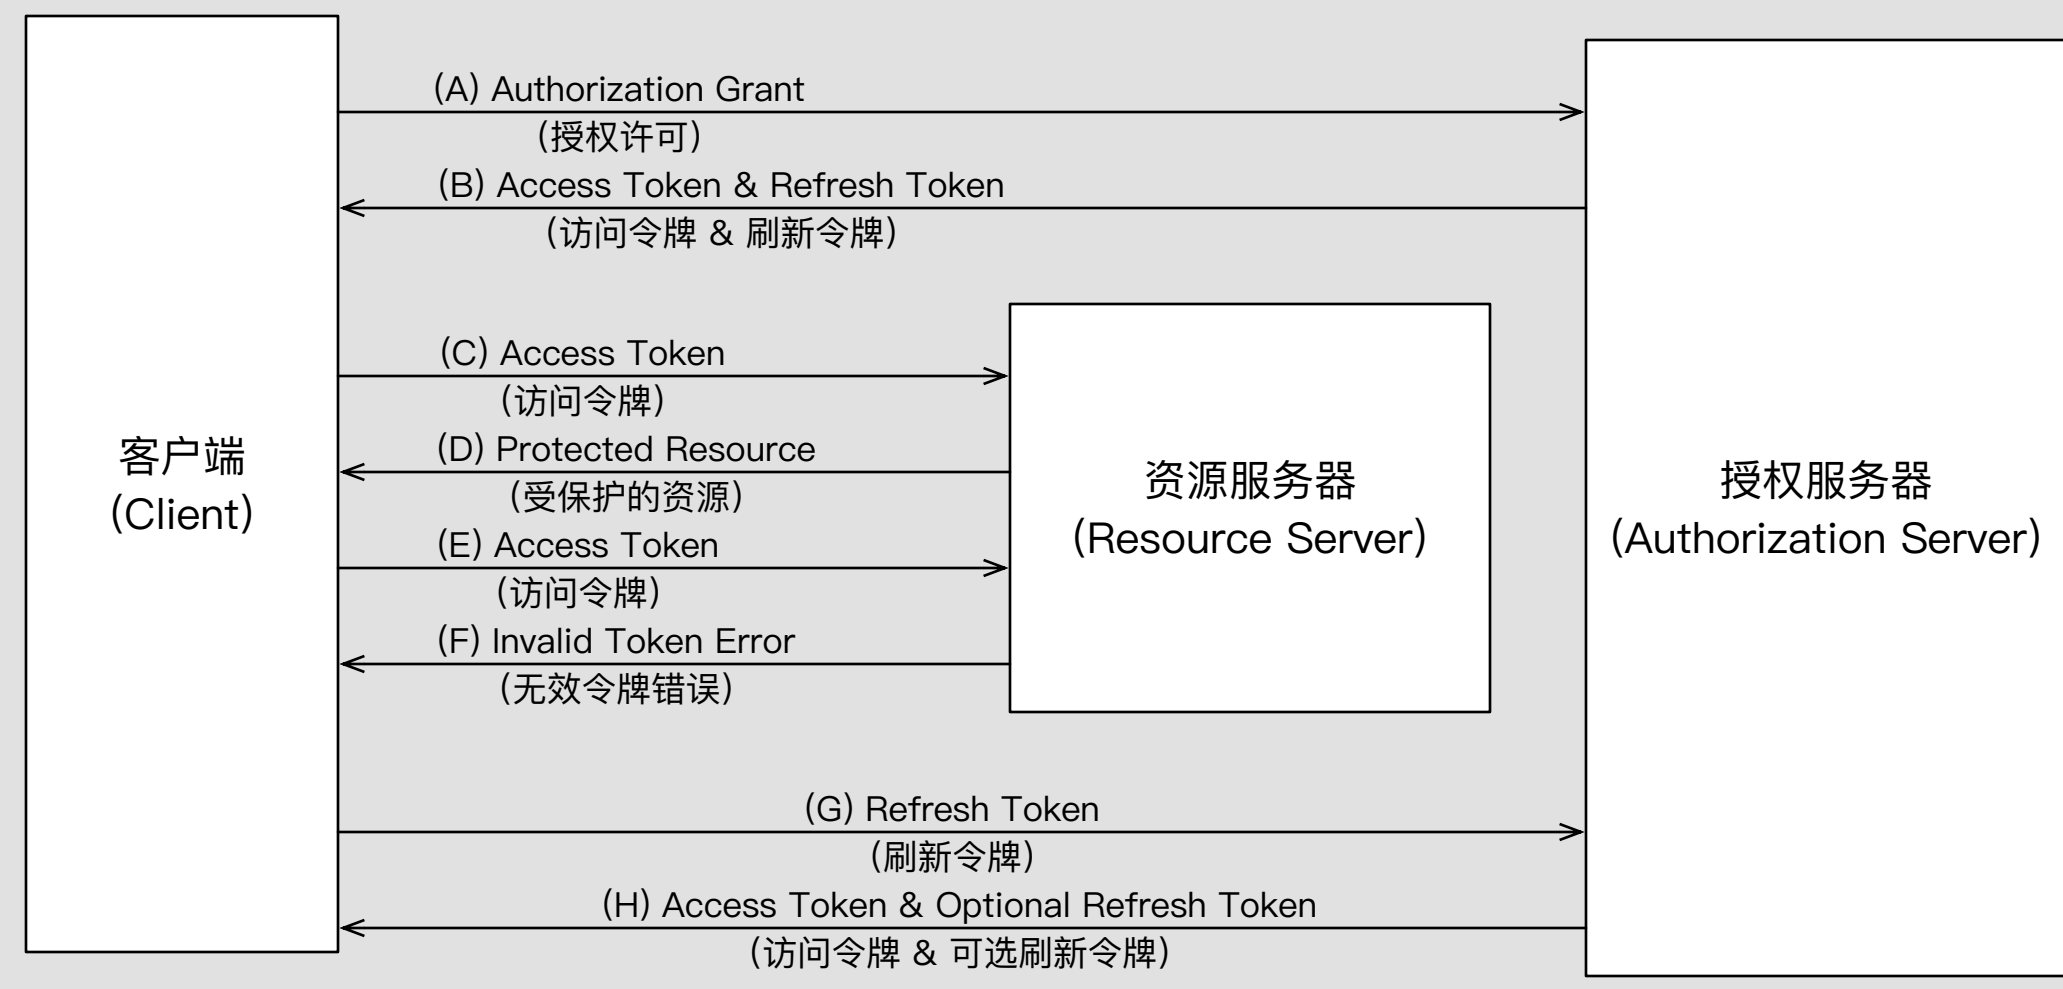 (A) Authorization Grant
(授权许可)
(B) Access Token & Refresh Token
(访问令牌 & 刷新令牌)
(C) Access Token
(访问令牌)
(D) Protected Resource
(受保护的资源)
(E) Access Token
(访问令牌)
(F) Invalid Token Error
(无效令牌错误)
客户端
(Client)
资源服务器
(Resource Server)
授权服务器
(Authorization Server)
(G) Refresh Token
(刷新令牌)
(H) Access Token & Optional Refresh Token
(访问令牌 & 可选刷新令牌)